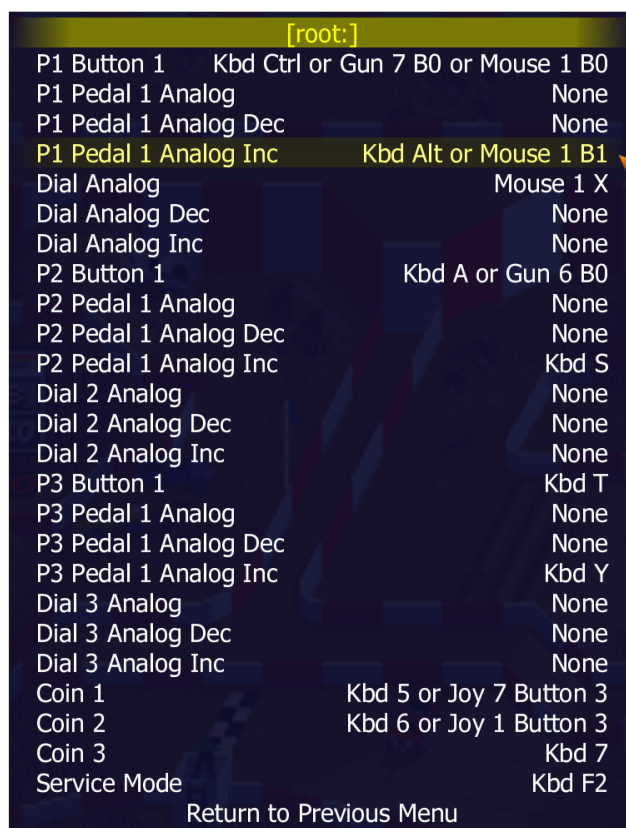 [root:]
P1 Button 1 Kbd Ctrl or Gun 7 B0 or Mouse 1 B0
P1 Pedal 1 Analog None
P1 Pedal 1 Analog Dec None
P1 Pedal 1 Analog Inc Kbd Alt or Mouse 1 B1
Dial Analog Mouse 1 X
Dial Analog Dec None
Dial Analog Inc None
P2 Button 1 Kbd A or Gun 6 B0
P2 Pedal 1 Analog None
P2 Pedal 1 Analog Dec None
P2 Pedal 1 Analog Inc Kbd S
Dial 2 Analog None
Dial 2 Analog Dec None
Dial 2 Analog Inc None
P3 Button 1 Kbd T
P3 Pedal 1 Analog None
P3 Pedal 1 Analog Dec None
P3 Pedal 1 Analog Inc Kbd Y
Dial 3 Analog None
Dial 3 Analog Dec None
Dial 3 Analog Inc None
Coin 1 Kbd 5 or Joy 7 Button 3
Coin 2 Kbd 6 or Joy 1 Button 3
Coin 3 Kbd 7
Service Mode Kbd F2
Return to Previous Menu